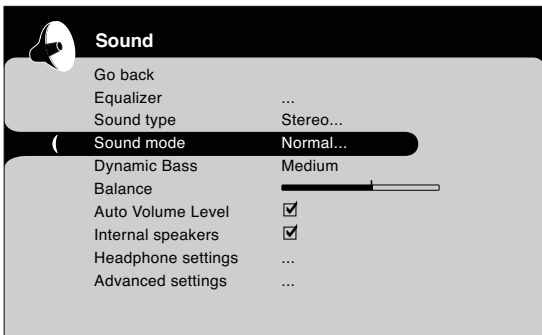 Sound
Go back
Equalizer ...
Sound type Stereo...
Sound mode Normal...
Dynamic Bass Medium
Balance
Auto Volume Level
Internal speakers
Headphone settings ...
Advanced settings ...